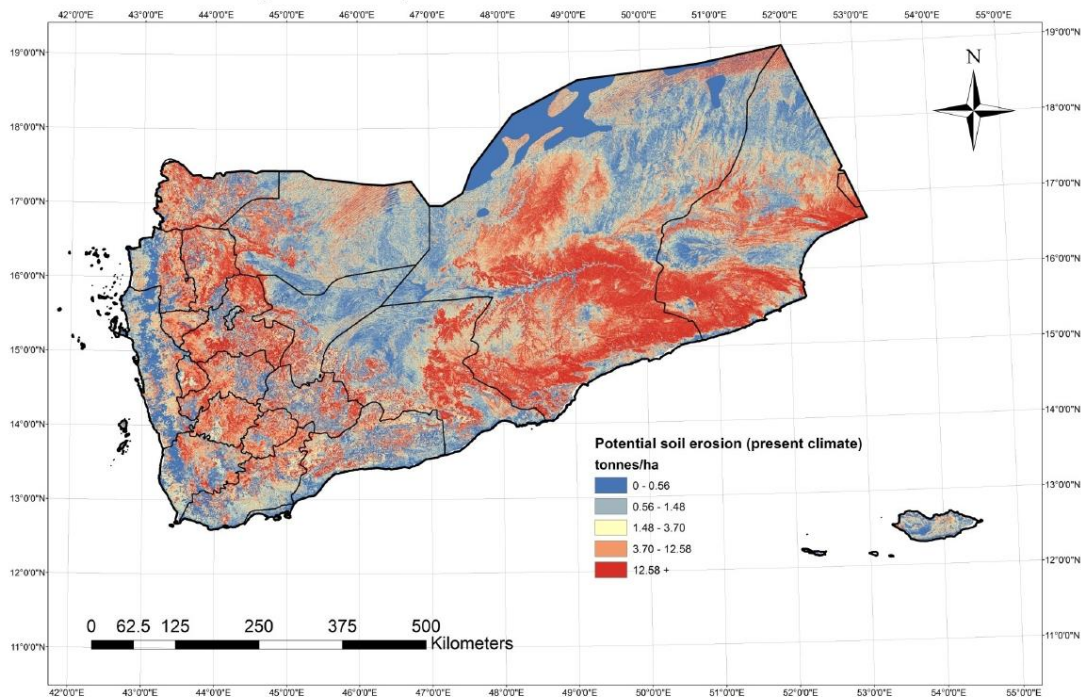 42°0'0"E 43°0'0"E 44°0'0"E 45°0'0"E 46°0'0"E 47°0'0"E 48°0'0"E 49°0'0"E 50°0'0"E 51°0'0"E 52°0'0"E 53°0'0"E 54°0'0"E 55°0'0"E
19°0'0"N 19°0'0"N
N
18°0'0"N 18°0'0"N
17°0'0"N 17°0'0"N
16°0'0"N 16°0'0"N
15°0'0"N 15°0'0"N
14°0'0"N 14°0'0"N
Potential soil erosion (present climate)
tonnes/ha
0 - 0.56
0.56 - 1.48
1.48 - 3.70
3.70 - 12.58
12.58 +
13°0'0"N 13°0'0"N
12°0'0"N 12°0'0"N
11°0'0"N 11°0'0"N
0 62.5 125 250 375 500
Kilometers
42°0'0"E 43°0'0"E 44°0'0"E 45°0'0"E 46°0'0"E 47°0'0"E 48°0'0"E 49°0'0"E 50°0'0"E 51°0'0"E 52°0'0"E 53°0'0"E 54°0'0"E 55°0'0"E